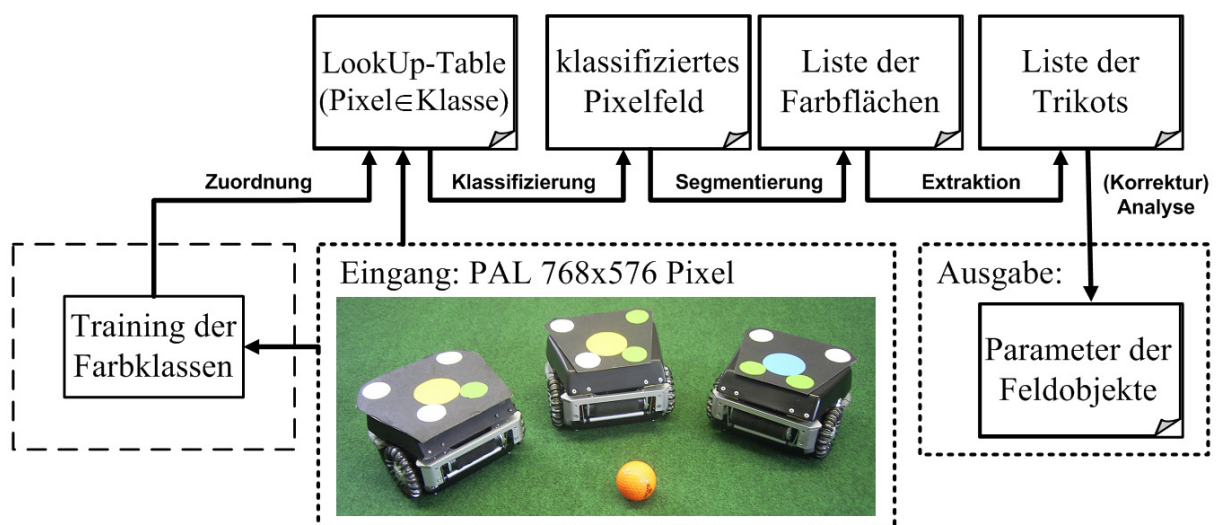 LookUp-Table
(Pixel∈Klasse)
klassifiziertes
Pixelfeld
Liste der
Farbflächen
Liste der
Trikots
Zuordnung
Klassifizierung
Segmentierung
Extraktion
(Korrektur)
Analyse
Training der
Farbklassen
Eingang: PAL 768x576 Pixel
Ausgabe:
Parameter der
Feldobjekte